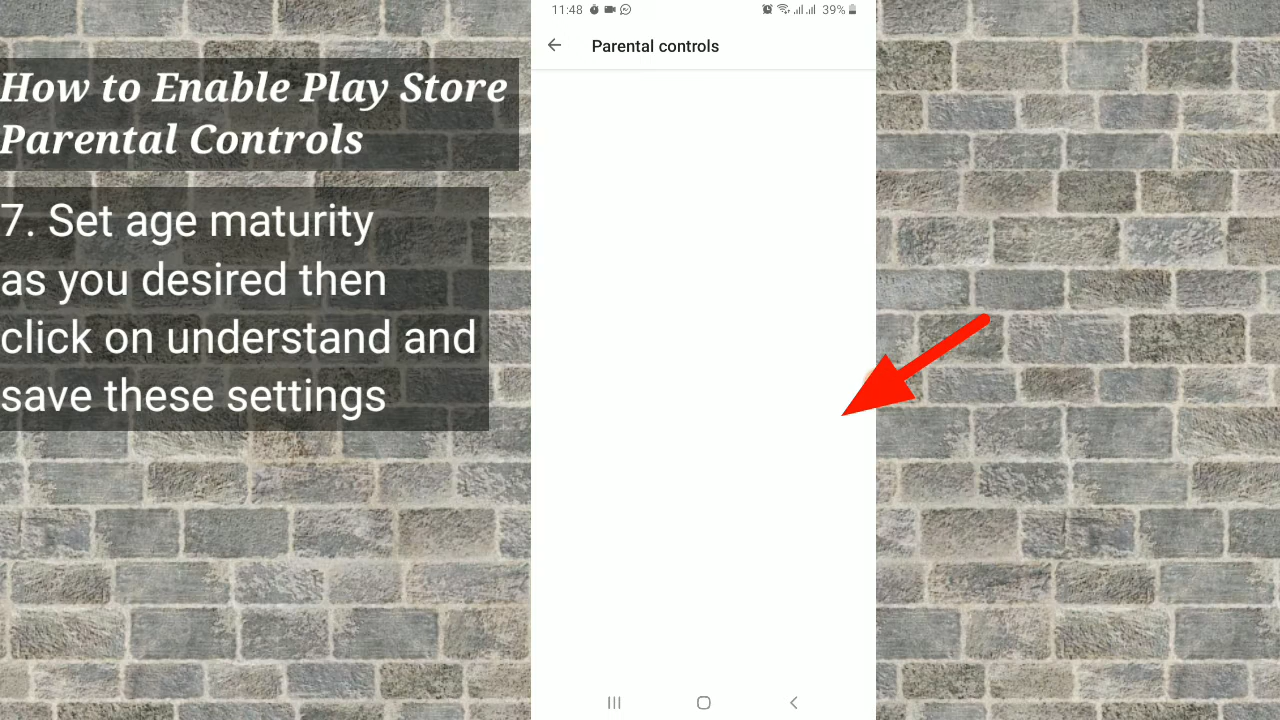 How to Enable Play Store
Parental Controls
7. Set age maturity
as you desired then
click on understand and
save these settings
11:48
39%
Parental controls